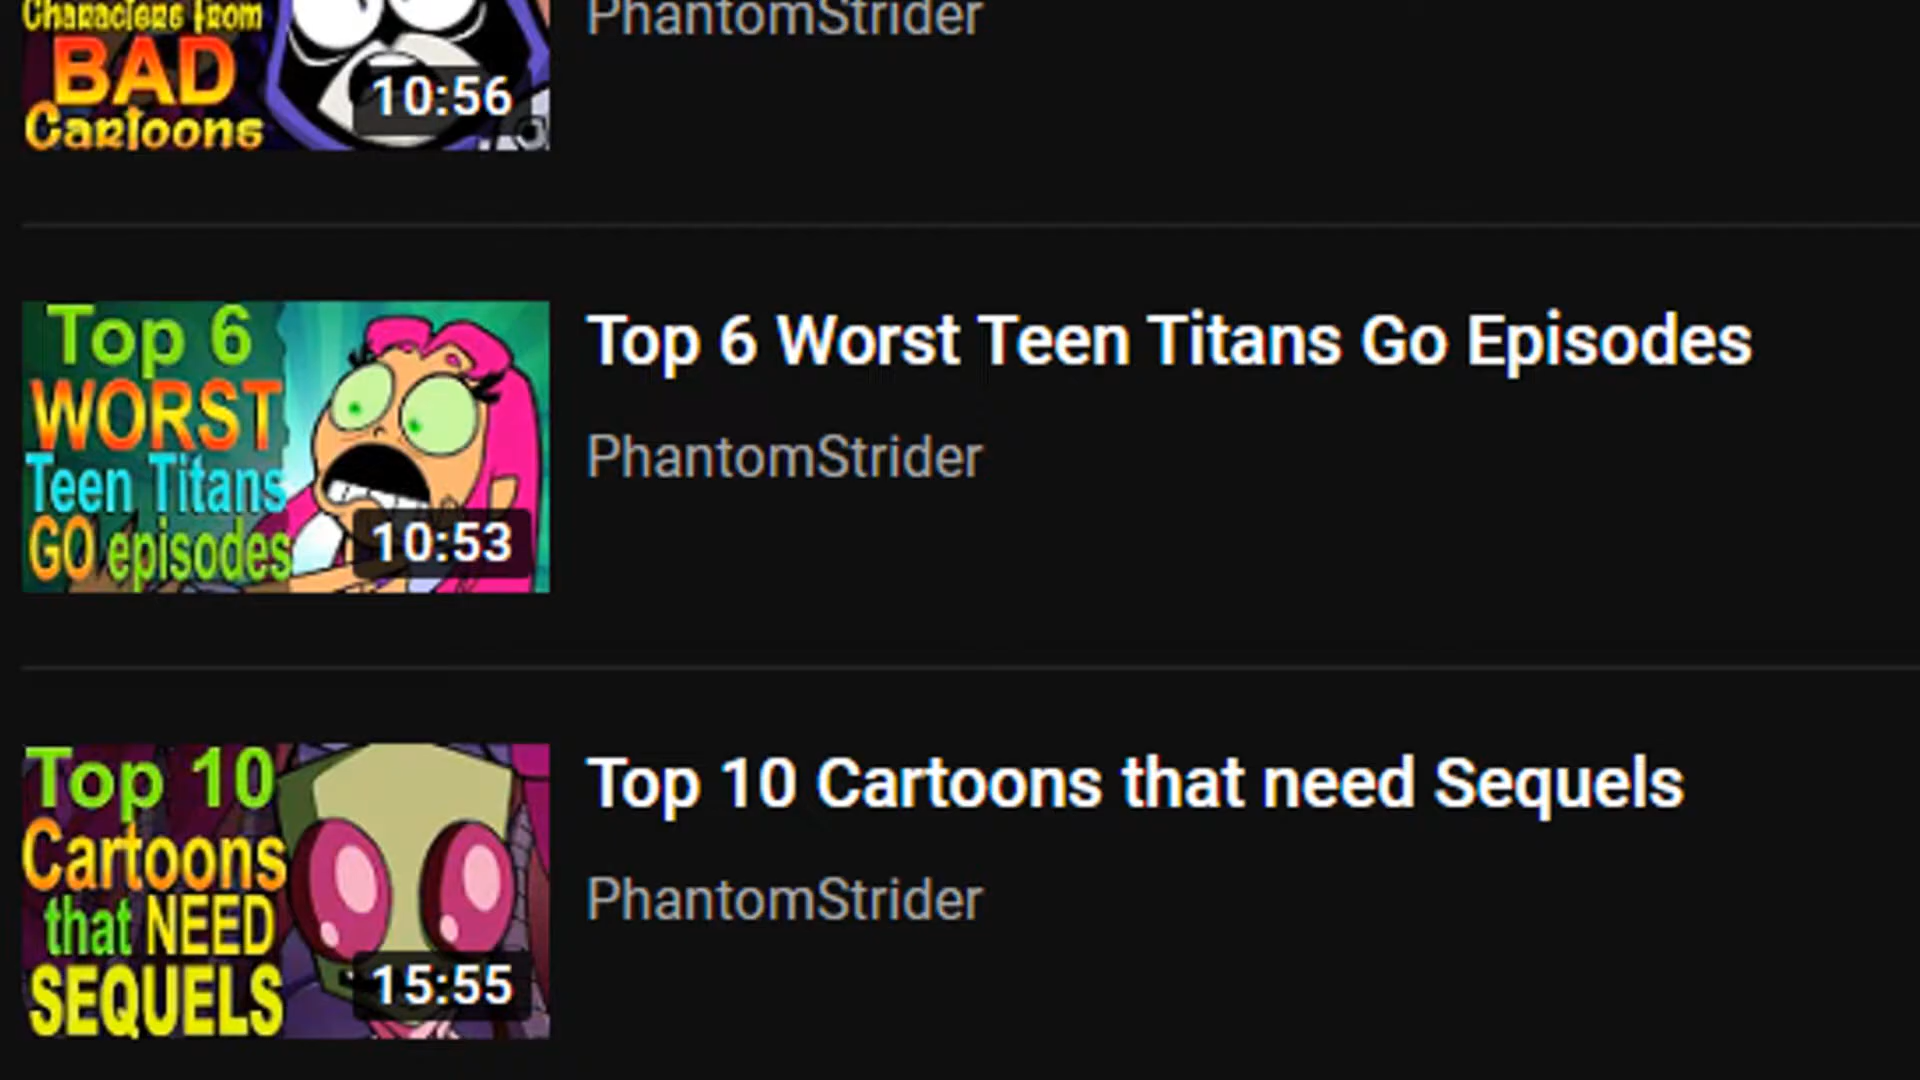 Characters from
BAD
Cartoons
10:56
PhantomStrider
Top 6
WORST
Teen Titans
GO episodes
10:53
Top 6 Worst Teen Titans Go Episodes
PhantomStrider
Top 10
Cartoons
that NEED
SEQUELS
15:55
Top 10 Cartoons that need Sequels
PhantomStrider